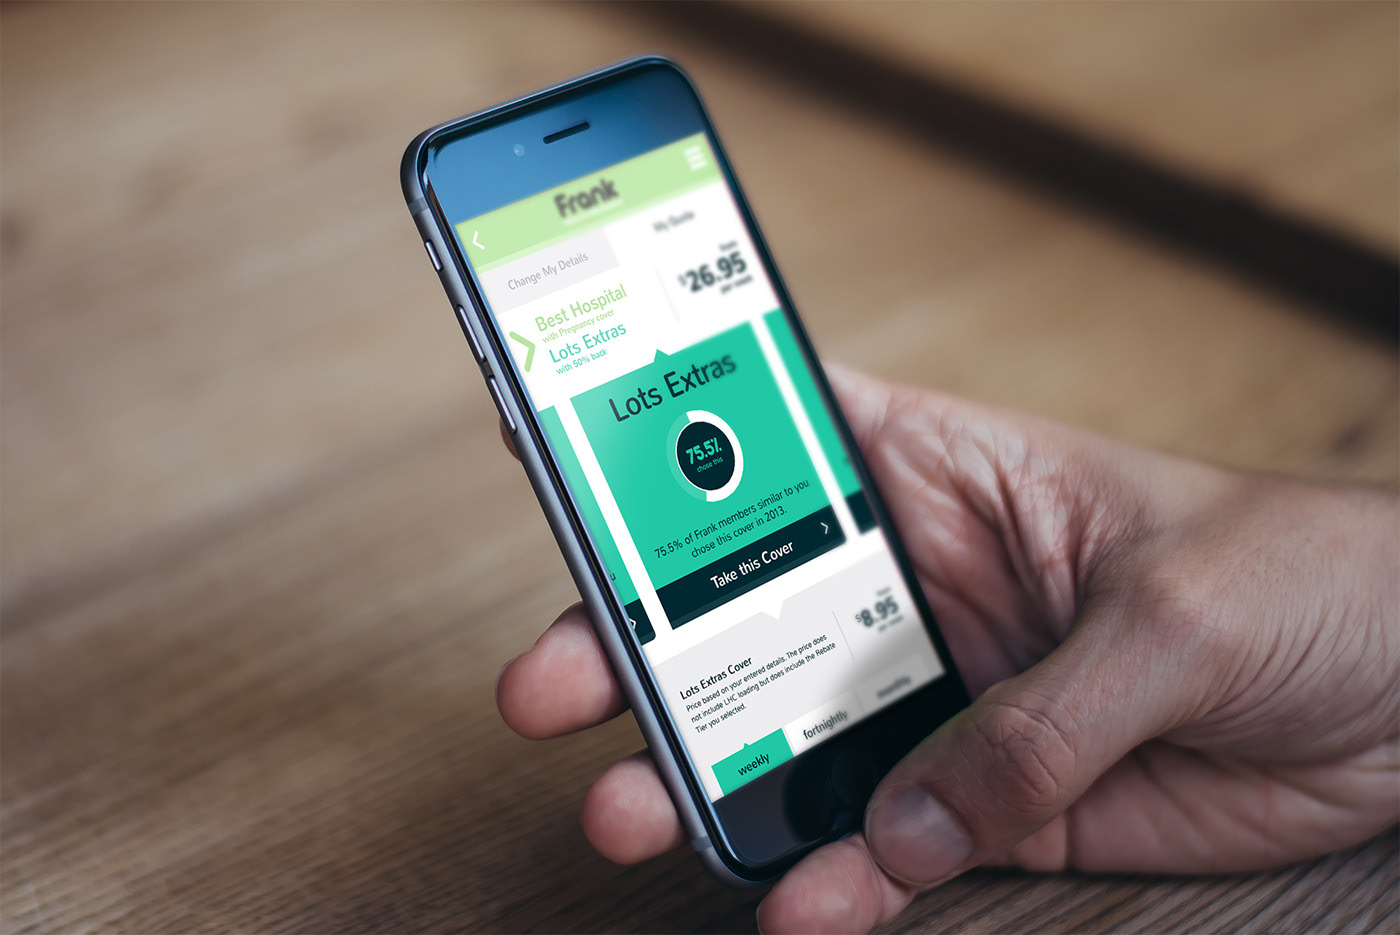 Frank
Change My Details
My Quote
Best Hospital
with Pregnancy cover
Lots Extras
with 50% back
from
$26.95
per week
Lots Extras
75.5%
chose this
75.5% of Frank members similar to you
chose this cover in 2013.
Take this Cover
Lots Extras Cover
Price based on your entered details. The price does
not include LHC loading but does include the Rebate
Tier you selected.
from
$8.95
per week
weekly
fortnightly
monthly